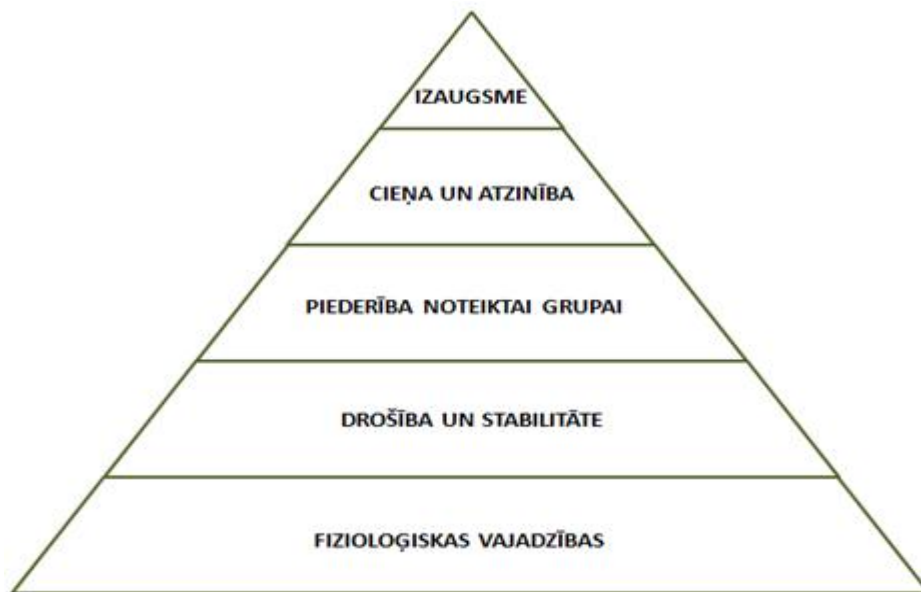 IZAUGSME
CIEŅA UN ATZINĪBA
PIEDERĪBA NOTEIKTAI GRUPAI
DROŠĪBA UN STABILITĀTE
FIZIOLOĢISKAS VAJADZĪBAS